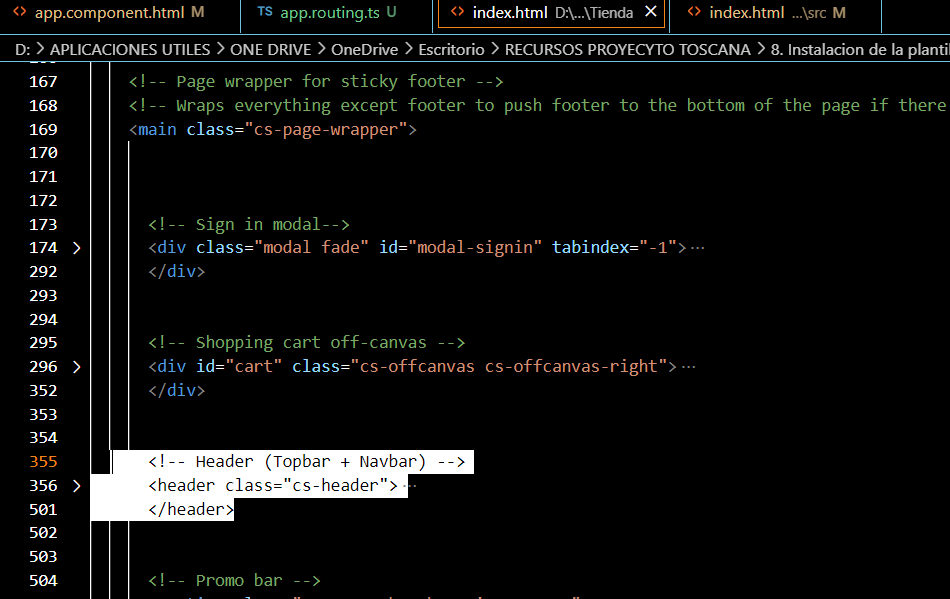 <> app.component.html M TS app.routing.ts U <> index.html D:\...\Tienda × <> index.html ...\src M
D: > APLICACIONES UTILES > ONE DRIVE > OneDrive > Escritorio > RECURSOS PROYECYTO TOSCANA > 8. Instalacion de la plantil
167 <!-- Page wrapper for sticky footer -->
168 <!-- Wraps everything except footer to push footer to the bottom of the page if there
169 <main class="cs-page-wrapper">
170
171
172
173 <!-- Sign in modal-->
174 > <div class="modal fade" id="modal-signin" tabindex="-1">...
292 </div>
293
294
295 <!-- Shopping cart off-canvas -->
296 > <div id="cart" class="cs-offcanvas cs-offcanvas-right">...
352 </div>
353
354
355 <!-- Header (Topbar + Navbar) -->
356 > <header class="cs-header">...
501 </header>
502
503
504 <!-- Promo bar -->